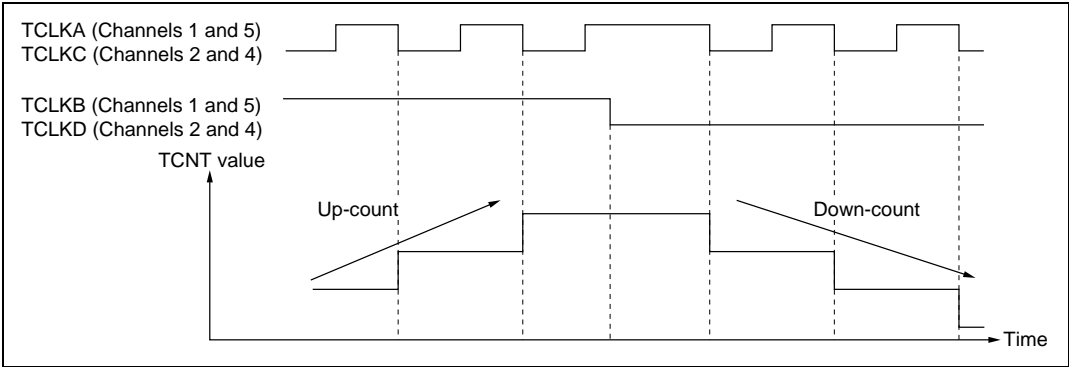 TCLKA (Channels 1 and 5)
TCLKC (Channels 2 and 4)
TCLKB (Channels 1 and 5)
TCLKD (Channels 2 and 4)
TCNT value
Up-count
Down-count
Time